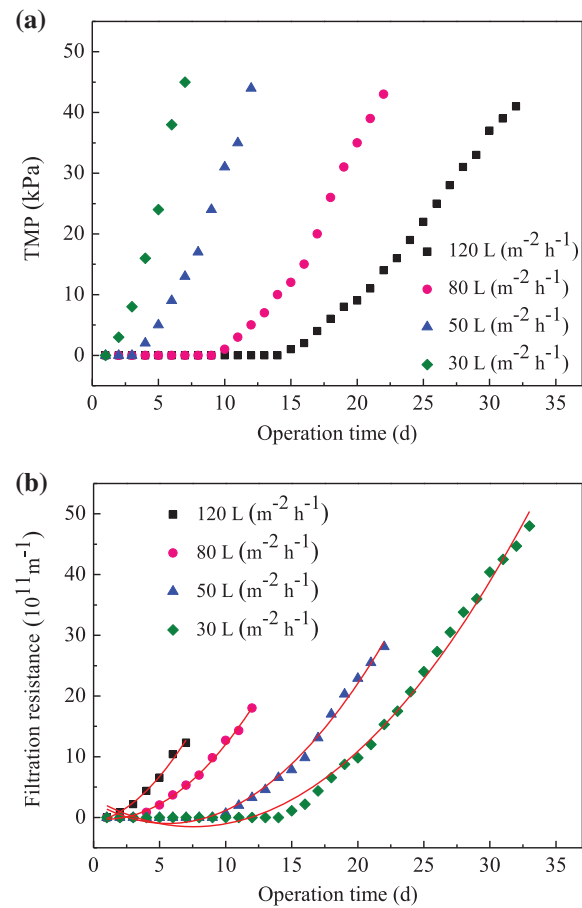 (a)
50
40
30
20
10
0
TMP (kPa)
120 L (m⁻² h⁻¹)
80 L (m⁻² h⁻¹)
50 L (m⁻² h⁻¹)
30 L (m⁻² h⁻¹)
0 5 10 15 20 25 30 35
Operation time (d)
(b)
50
40
30
20
10
0
Filtration resistance (10¹¹m⁻¹)
120 L (m⁻² h⁻¹)
80 L (m⁻² h⁻¹)
50 L (m⁻² h⁻¹)
30 L (m⁻² h⁻¹)
0 5 10 15 20 25 30 35
Operation time (d)